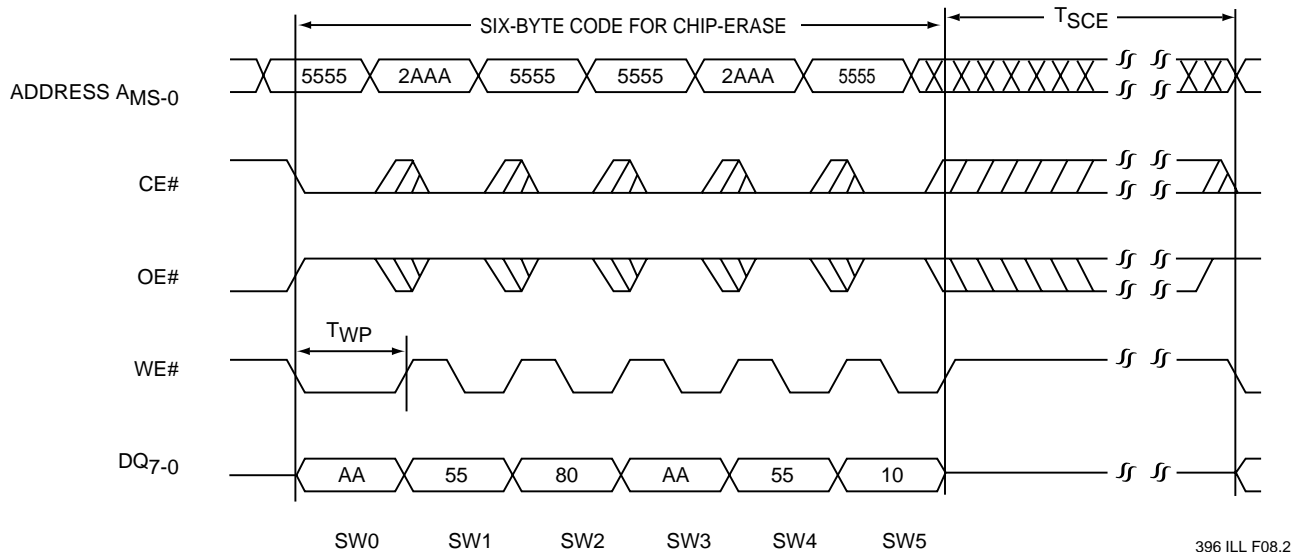 SIX-BYTE CODE FOR CHIP-ERASE TSCE
ADDRESS AMS-0 5555 2AAA 5555 5555 2AAA 5555
CE#
OE#
TWP
WE#
DQ7-0 AA 55 80 AA 55 10
SW0 SW1 SW2 SW3 SW4 SW5
396 ILL F08.2